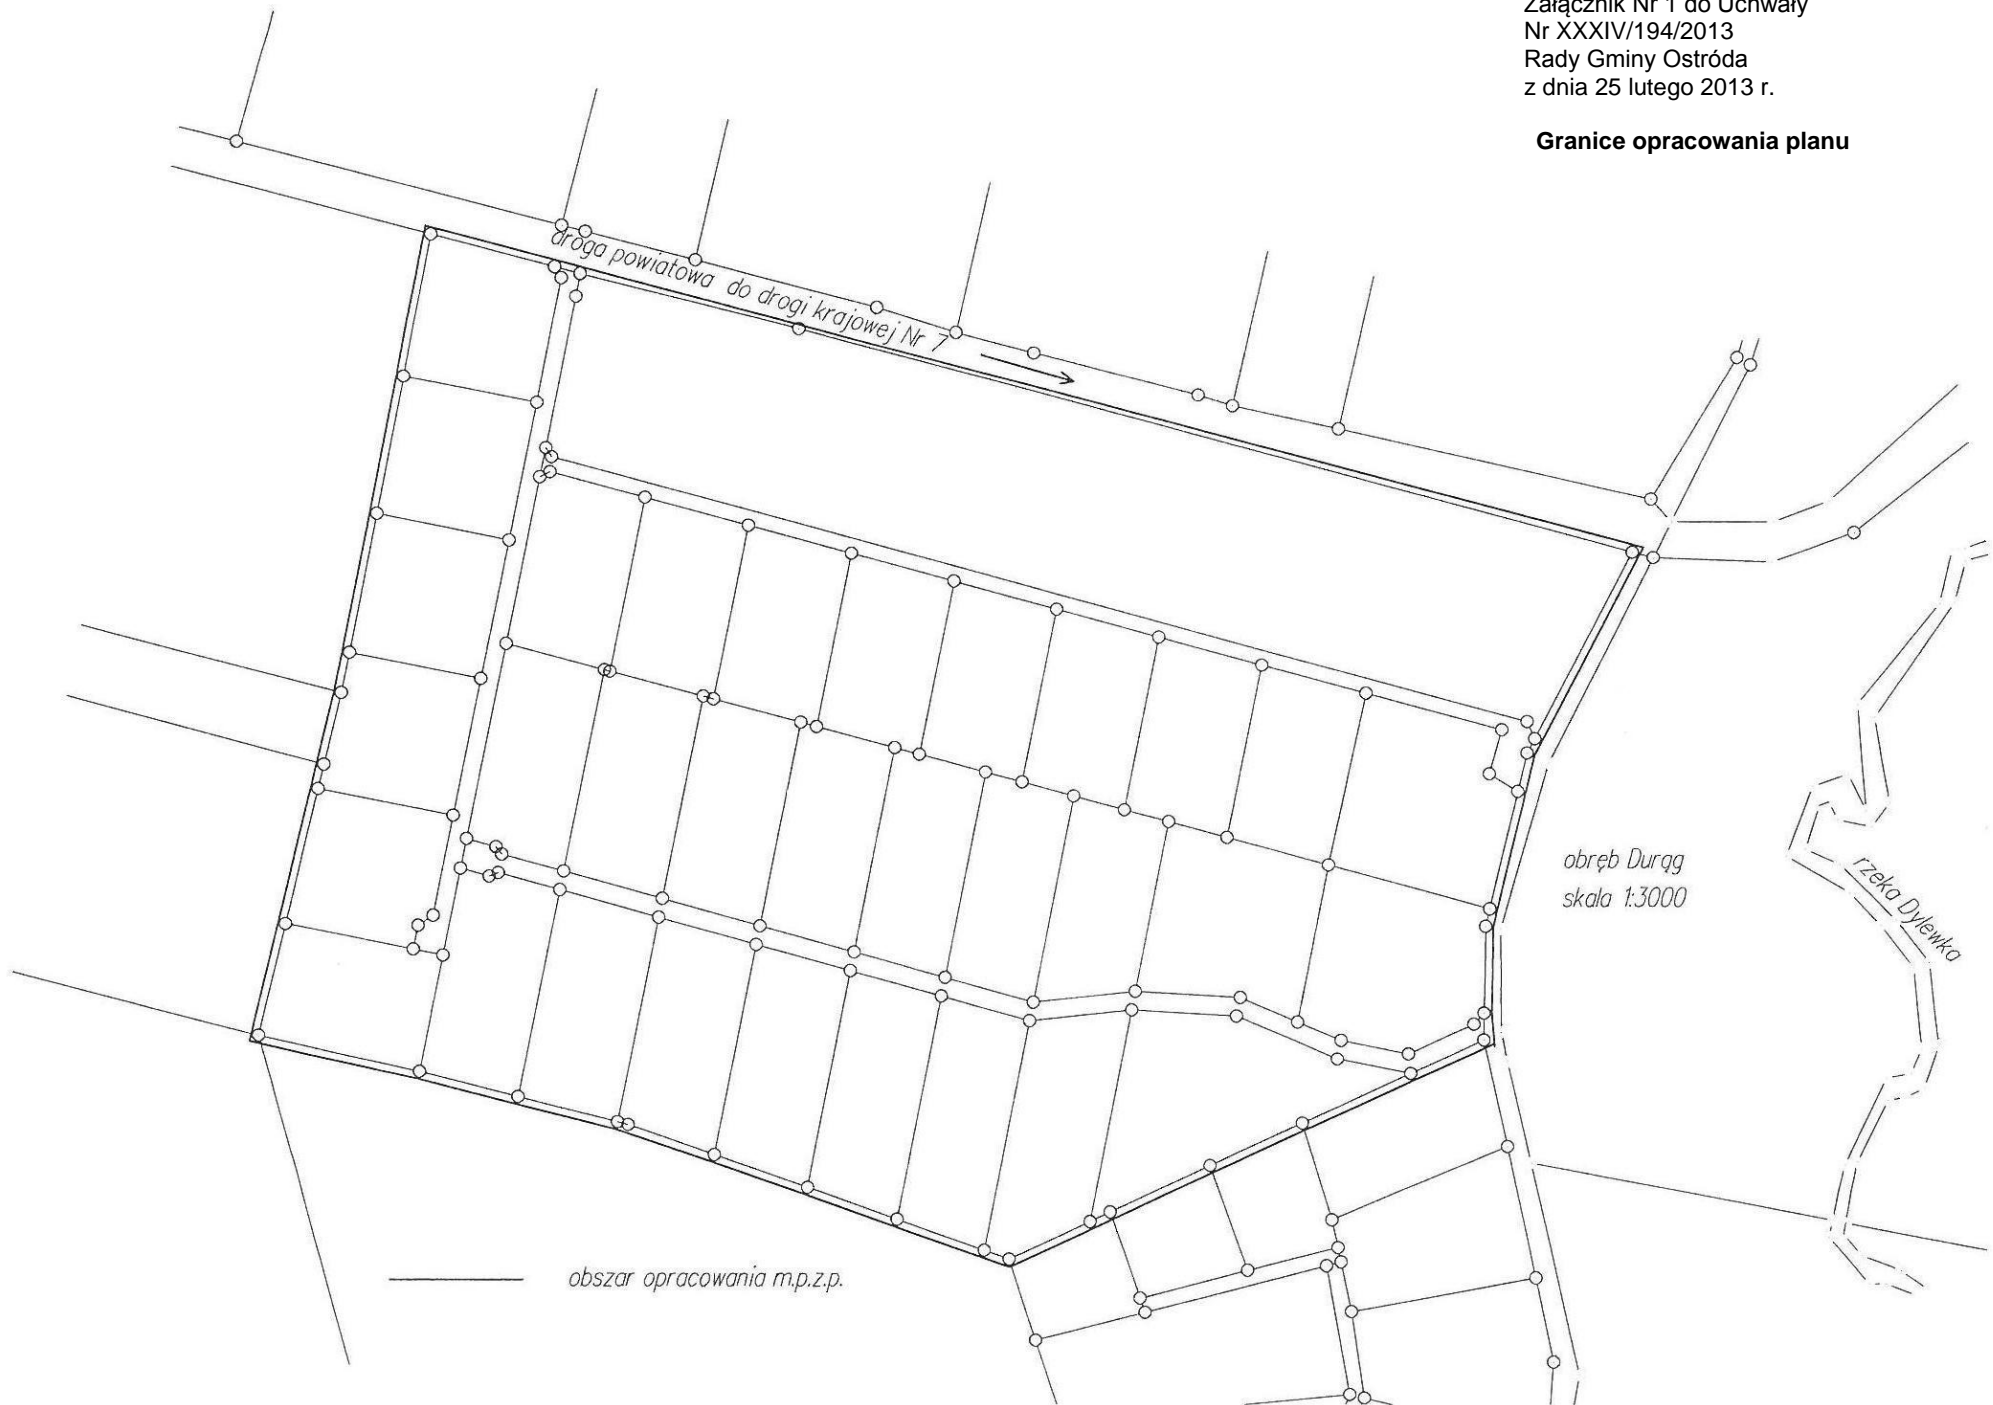 Załącznik Nr 1 do Uchwały
Nr XXXIV/194/2013
Rady Gminy Ostróda
z dnia 25 lutego 2013 r.
Granice opracowania planu
droga powiatowa do drogi krajowej Nr 7
obręb Durąg
skala 1:3000
rzeka Dylewka
obszar opracowania m.p.z.p.